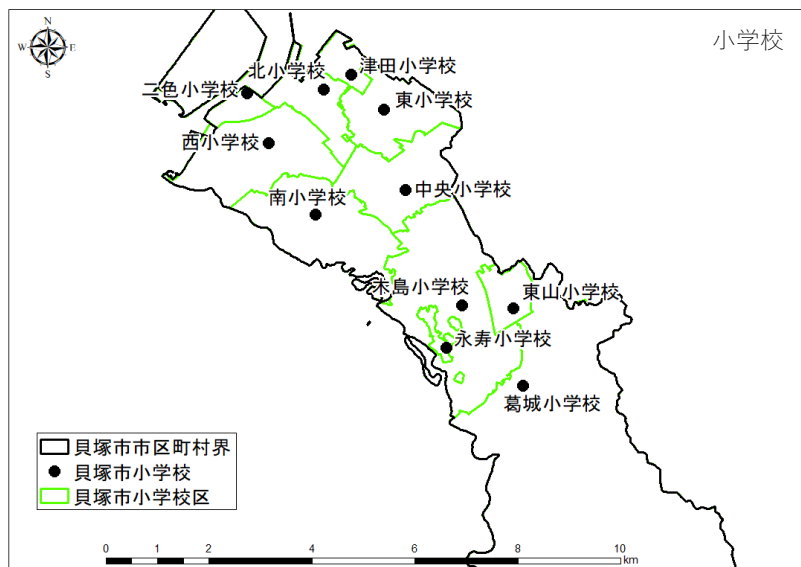 小学校
N
W
E
S
津田小学校
北小学校
二色小学校
東小学校
西小学校
中央小学校
南小学校
木島小学校
東山小学校
永寿小学校
葛城小学校
貝塚市市区町村界
貝塚市小学校
貝塚市小学校区
0 0.5 1 2 4 6 8 10
km